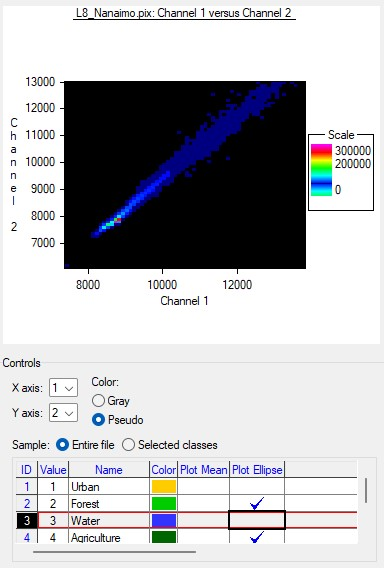 L8_Nanaimo.pix: Channel 1 versus Channel 2
13000
12000
11000
10000
9000
8000
7000
Channel 2
8000 10000 12000
Channel 1
Scale
300000
200000
0
Controls
X axis: 1
Y axis: 2
Color:
Gray
Pseudo
Sample: Entire file Selected classes
ID Value Name Color Plot Mean Plot Ellipse
1 1 Urban
2 2 Forest
3 3 Water
4 4 Agriculture